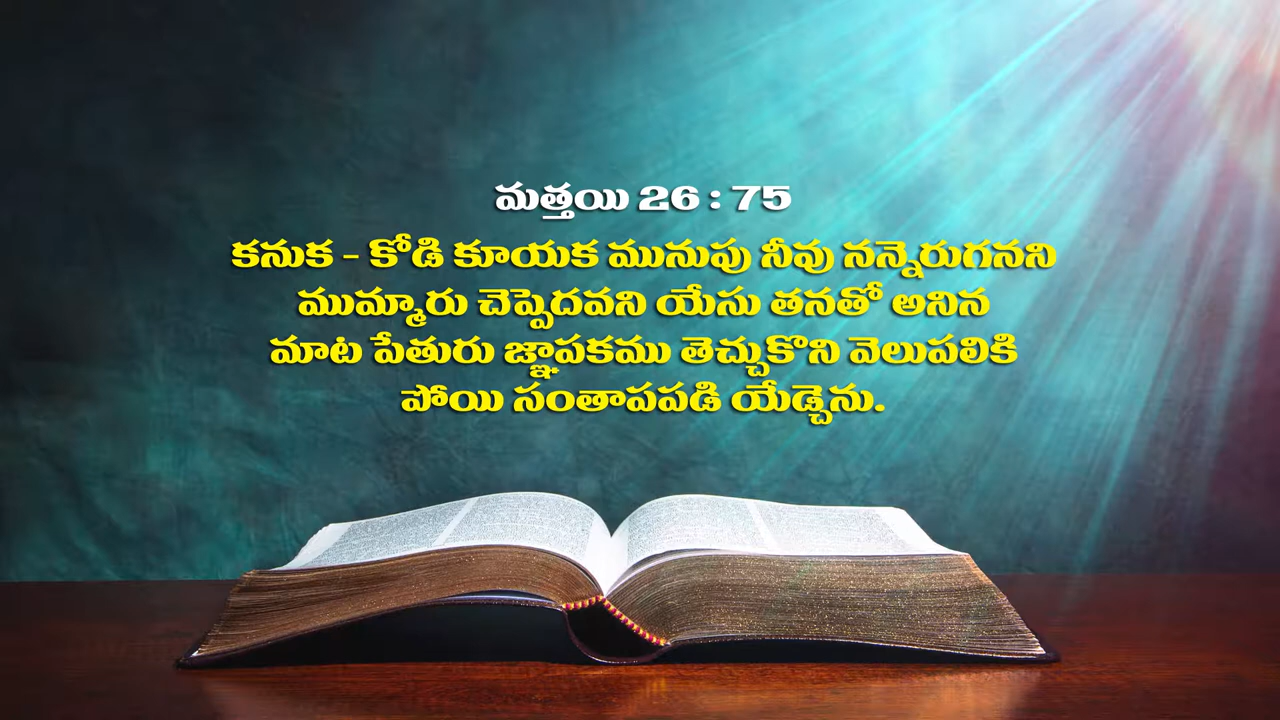 మత్తయి 26 : 75
కనుక - కోడి కూయక మునుపు నీవు నన్నెరుగనని
ముమ్మారు చెప్పెదవని యేసు తనతో అనిన
మాట పేతురు జ్ఞాపకము తెచ్చుకొని వెలుపలికి
పోయి సంతాపపడి యేడ్చెను.